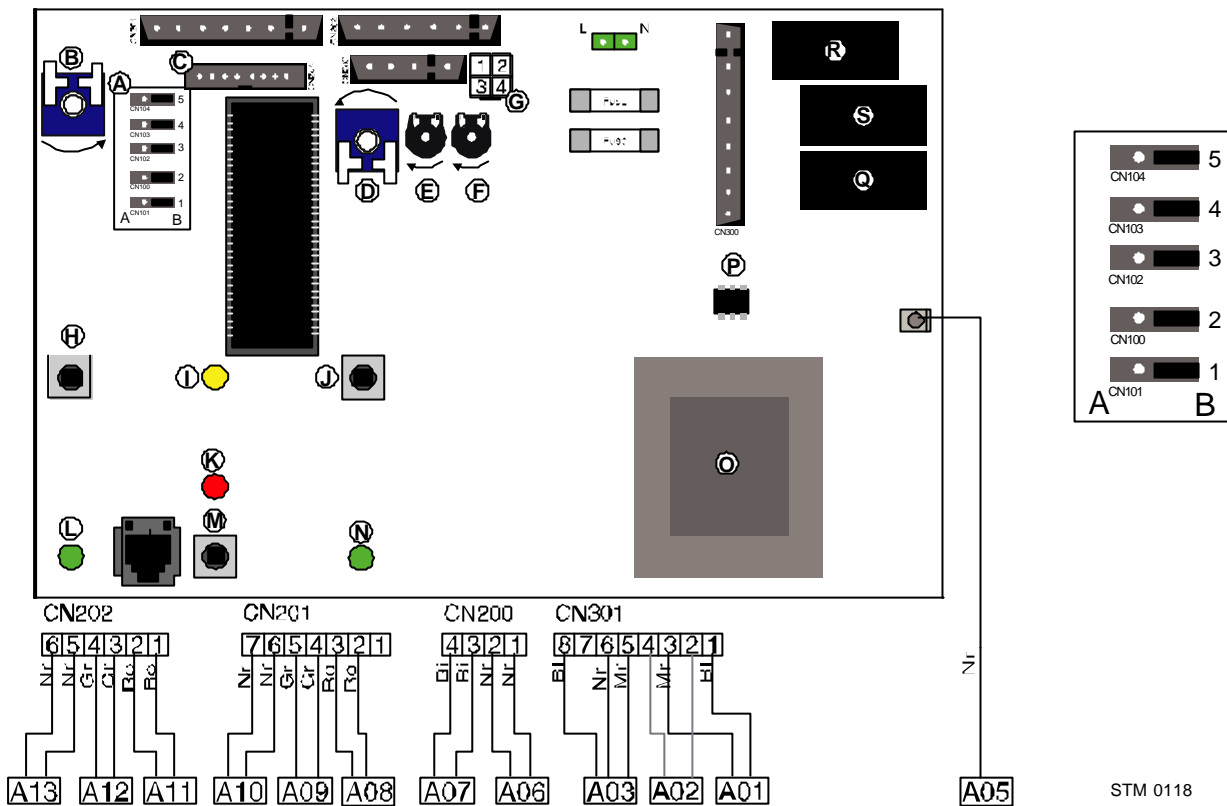 L N
B
C
A
R
1 2
3 4
G
5
CN104
4
CN103
3
CN102
2
CN100
1
CN101
A B
S
Q
D E F
CN300
P
5
CN104
4
CN103
3
CN102
2
CN100
1
CN101
A B
H
I
J
O
K
L
M
N
CN202 CN201 CN200 CN301
6 5 4 3 2 1
7 6 5 4 3 2 1
4 3 2 1
8 7 6 5 4 3 2 1
Nr Nr Gr Gr Ro Ro
Nr Nr Gr Gr Ro Ro
Bi Bi Nr Nr
Bl Nr Mr Mr Bl
Nr
A13 A12 A11 A10 A09 A08 A07 A06 A03 A02 A01 A05
STM 0118